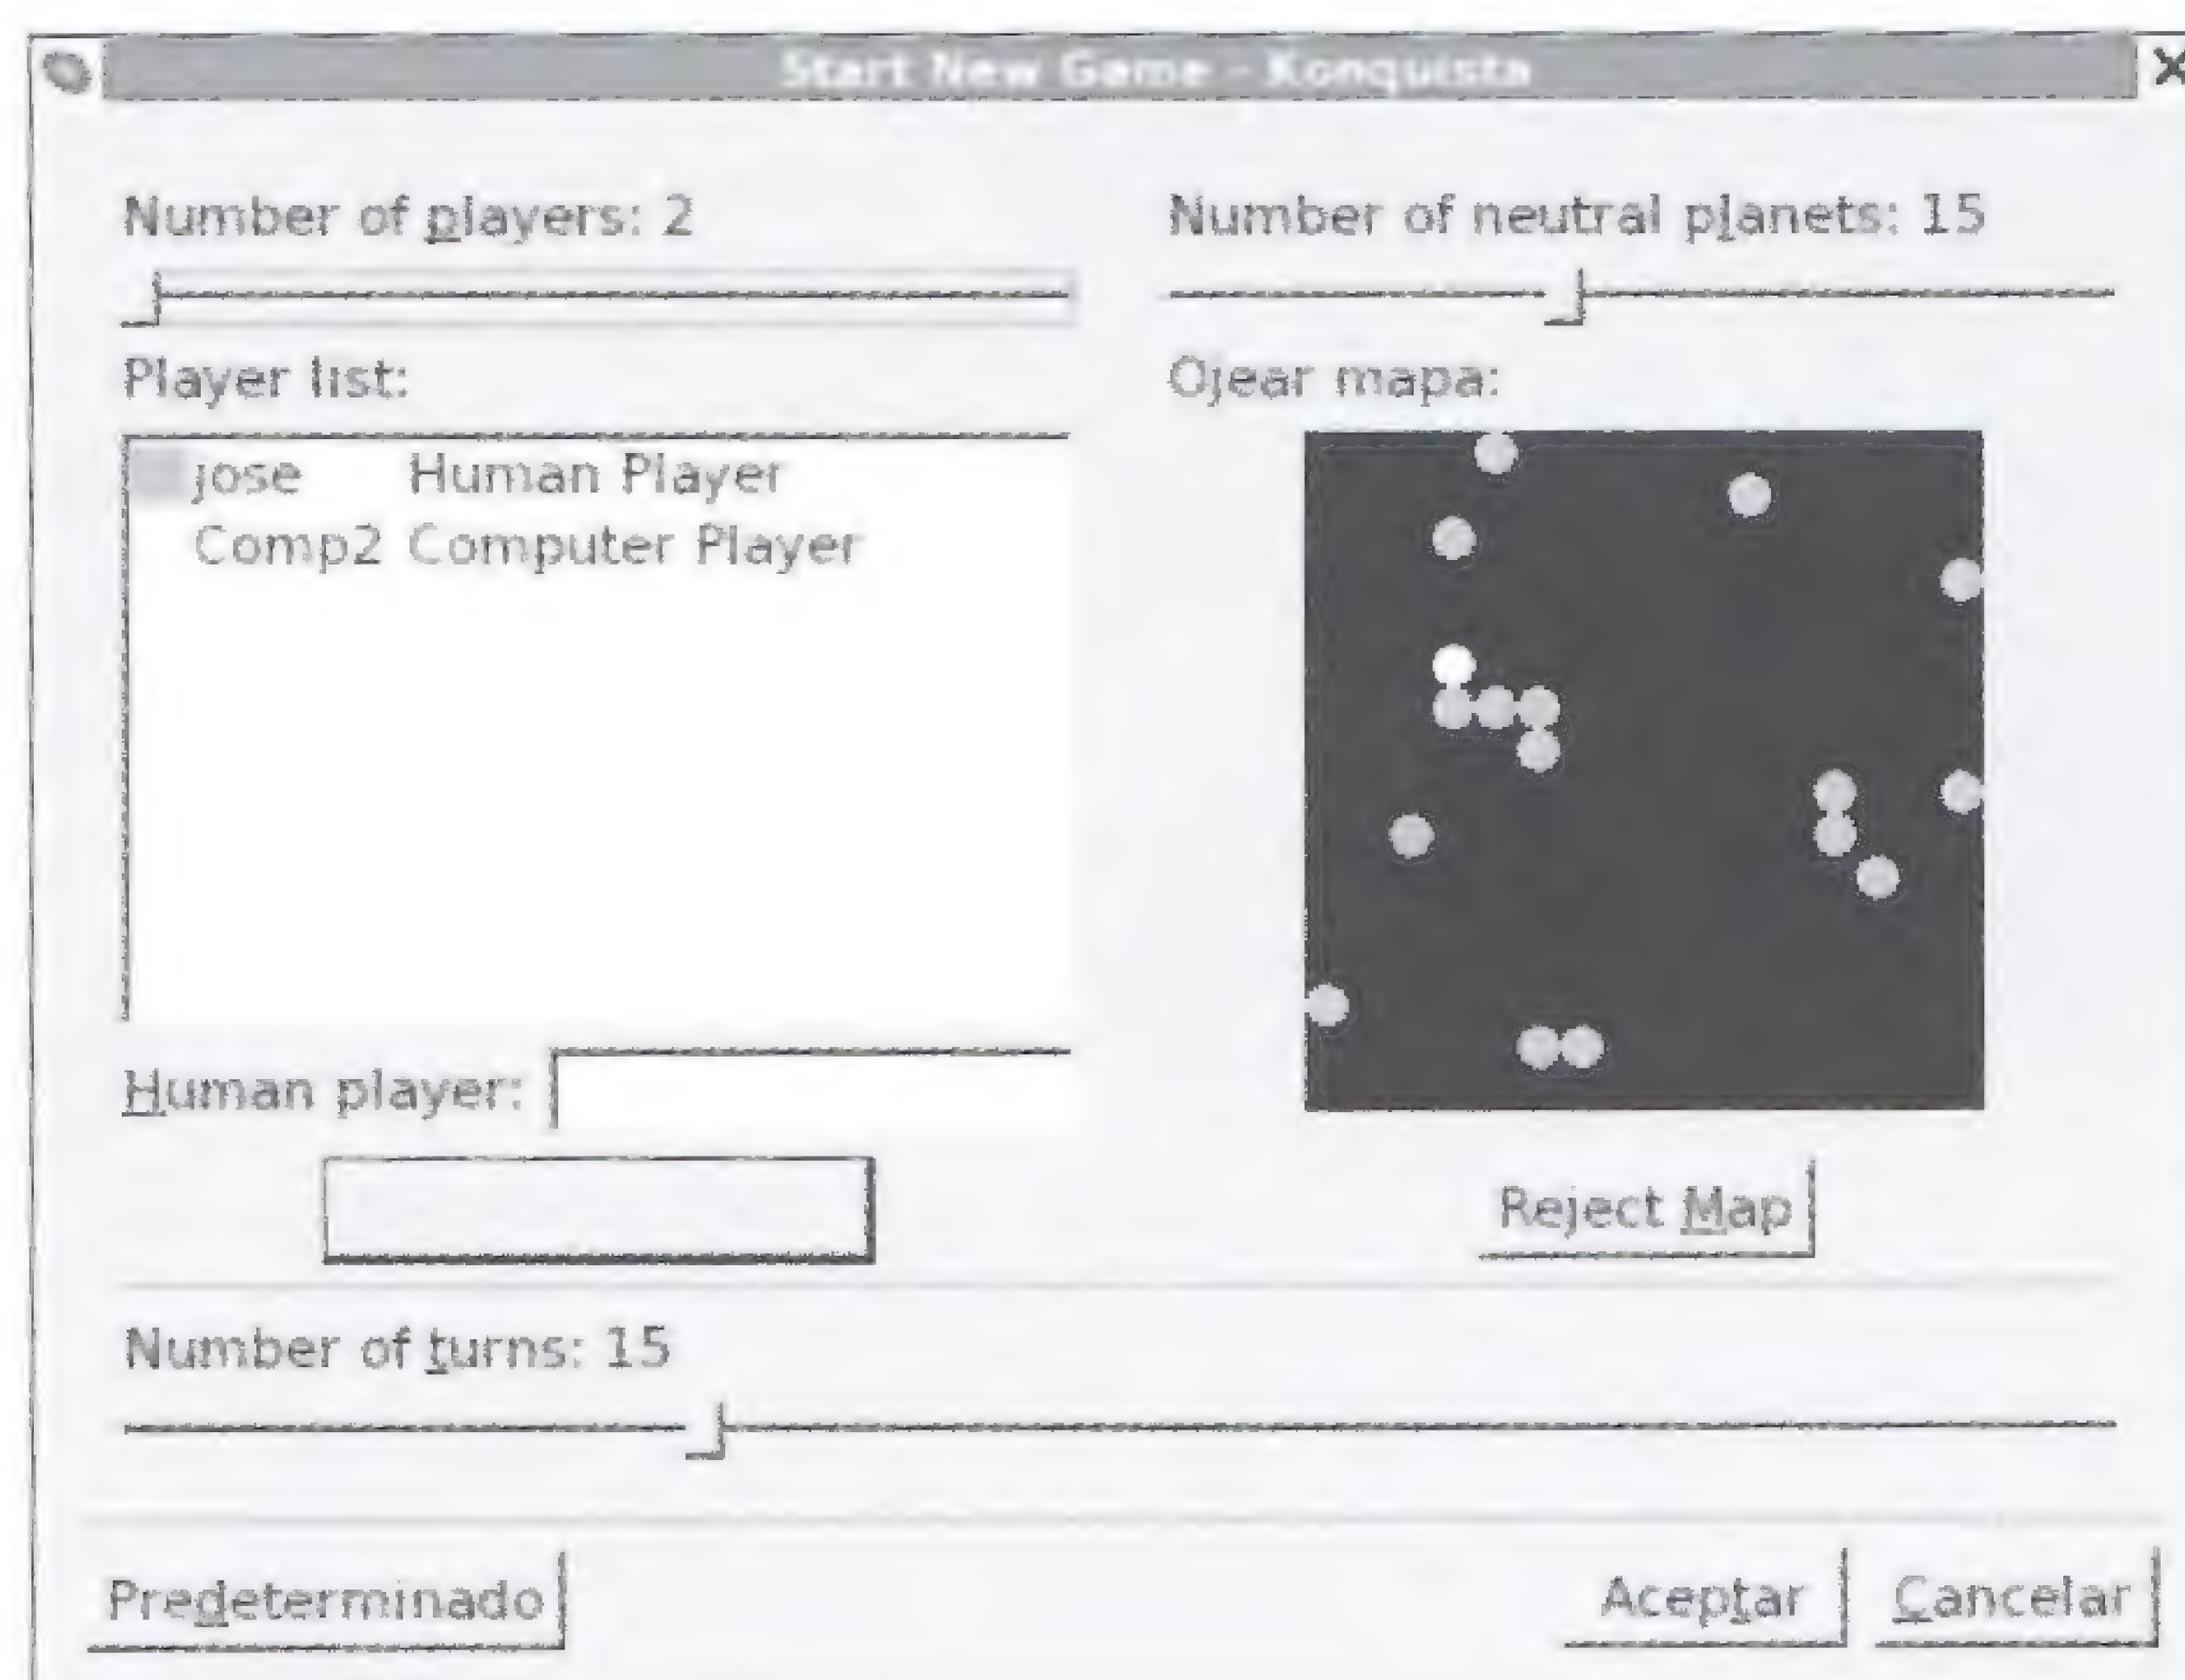 Start New Game - Konquista
Number of players: 2
Number of neutral planets: 15
Player list:
Ojear mapa:
jose Human Player
Comp2 Computer Player
Human player:
Reject Map
Number of turns: 15
Predeterminado
Aceptar
Cancelar